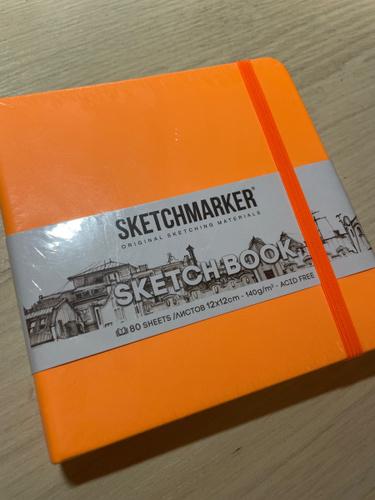 SKETCHMARKER®
ORIGINAL SKETCHING MATERIALS
SKETCH BOOK
80 SHEETS /ЛИСТОВ 12x12cm - 140g/m² - ACID FREE